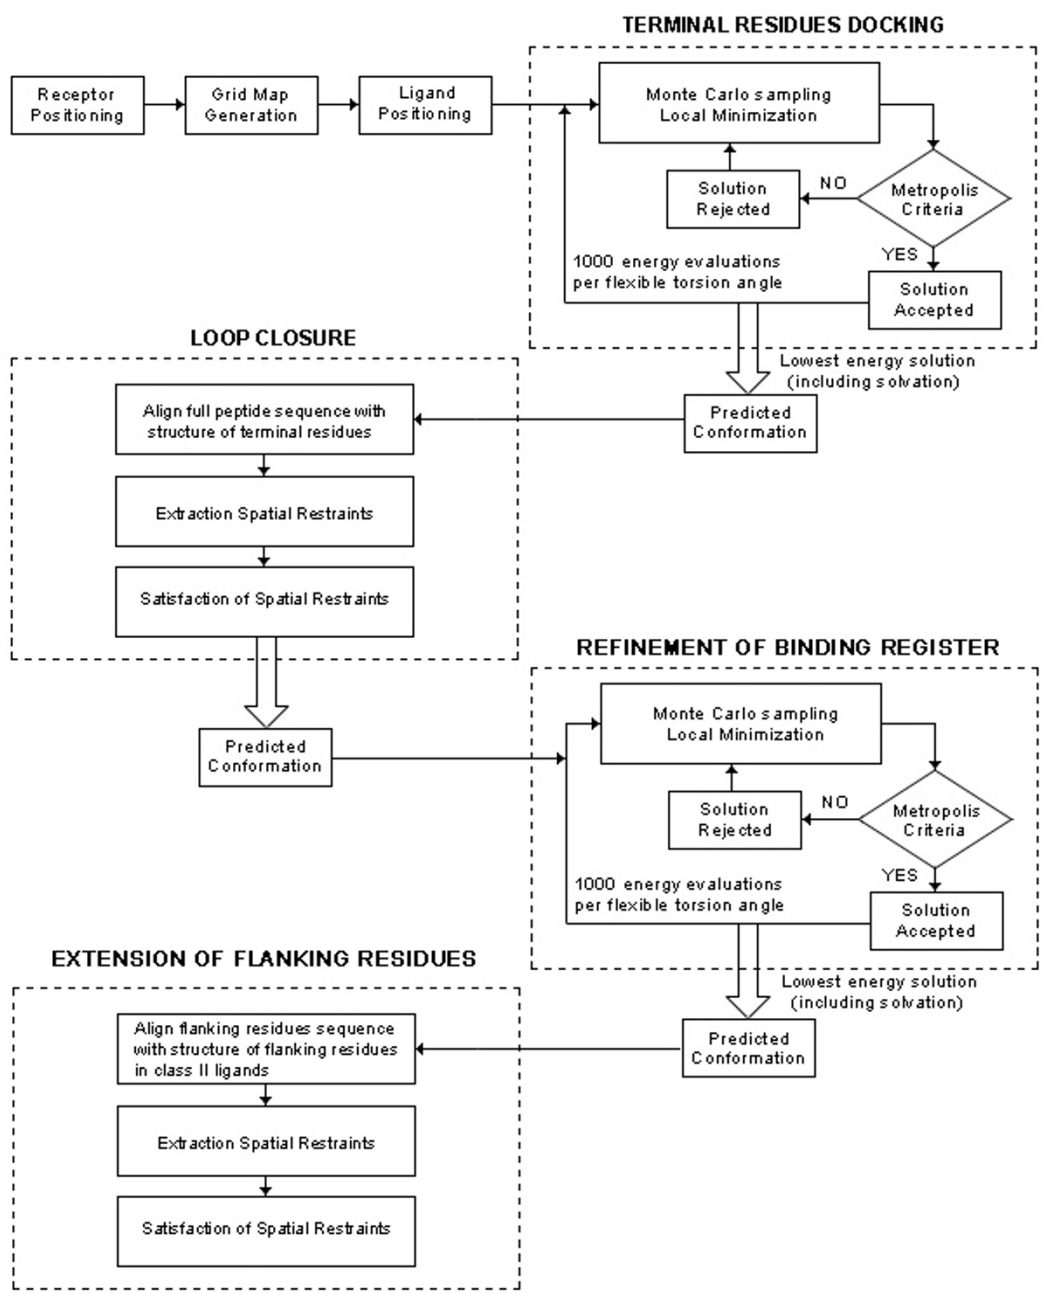 TERMINAL RESIDUES DOCKING
Receptor
Positioning
Grid Map
Generation
Ligand
Positioning
Monte Carlo sampling
Local Minimization
Solution
Rejected
NO
Metropolis
Criteria
YES
1000 energy evaluations
per flexible torsion angle
Solution
Accepted
Lowest energy solution
(including solvation)
Predicted
Conformation
LOOP CLOSURE
Align full peptide sequence with
structure of terminal residues
Extraction Spatial Restraints
Satisfaction of Spatial Restraints
Predicted
Conformation
REFINEMENT OF BINDING REGISTER
Monte Carlo sampling
Local Minimization
Solution
Rejected
NO
Metropolis
Criteria
YES
1000 energy evaluations
per flexible torsion angle
Solution
Accepted
Lowest energy solution
(including solvation)
Predicted
Conformation
EXTENSION OF FLANKING RESIDUES
Align flanking residues sequence
with structure of flanking residues
in class II ligands
Extraction Spatial Restraints
Satisfaction of Spatial Restraints